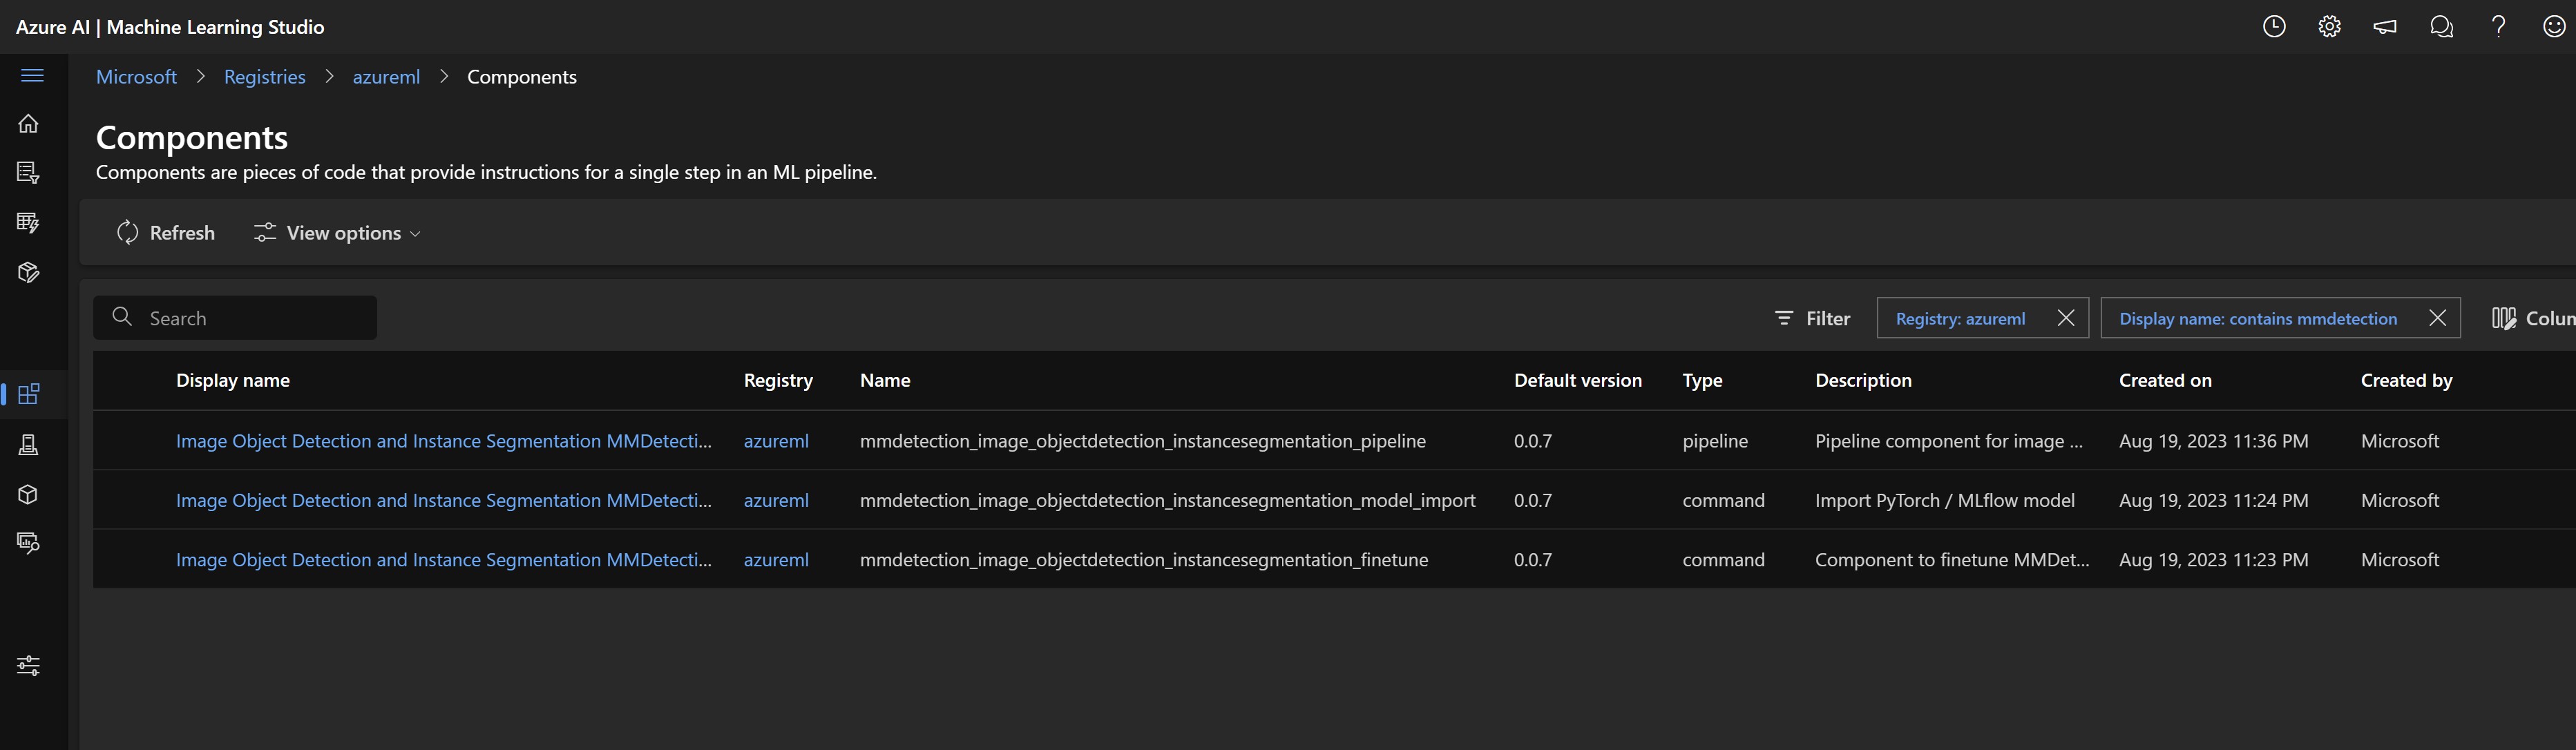 Azure AI | Machine Learning Studio
Microsoft > Registries > azureml > Components
Components
Components are pieces of code that provide instructions for a single step in an ML pipeline.
Refresh View options
Search Filter Registry: azureml Display name: contains mmdetection Colum
Display name Registry Name Default version Type Description Created on Created by
Image Object Detection and Instance Segmentation MMDetecti... azureml mmdetection_image_objectdetection_instancesegmentation_pipeline 0.0.7 pipeline Pipeline component for image ... Aug 19, 2023 11:36 PM Microsoft
Image Object Detection and Instance Segmentation MMDetecti... azureml mmdetection_image_objectdetection_instancesegmentation_model_import 0.0.7 command Import PyTorch / MLflow model Aug 19, 2023 11:24 PM Microsoft
Image Object Detection and Instance Segmentation MMDetecti... azureml mmdetection_image_objectdetection_instancesegmentation_finetune 0.0.7 command Component to finetune MMDet... Aug 19, 2023 11:23 PM Microsoft